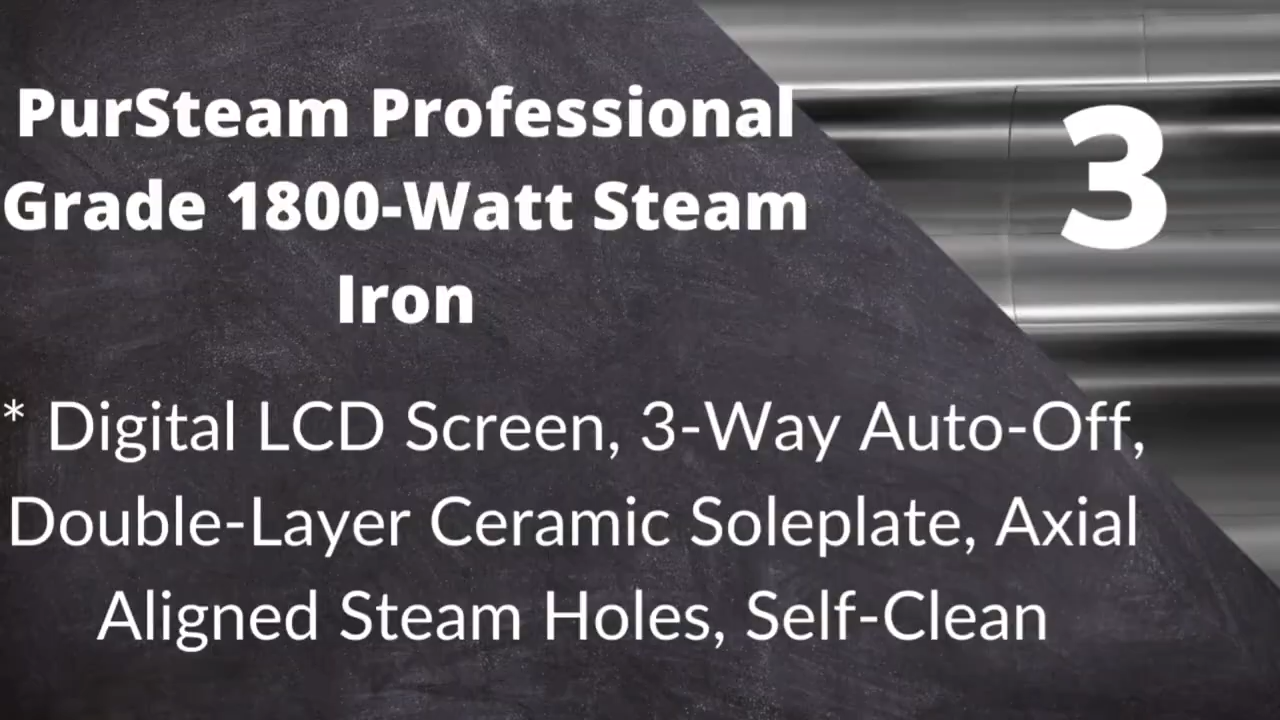 PurSteam Professional
Grade 1800-Watt Steam
Iron
3
* Digital LCD Screen, 3-Way Auto-Off,
Double-Layer Ceramic Soleplate, Axial
Aligned Steam Holes, Self-Clean